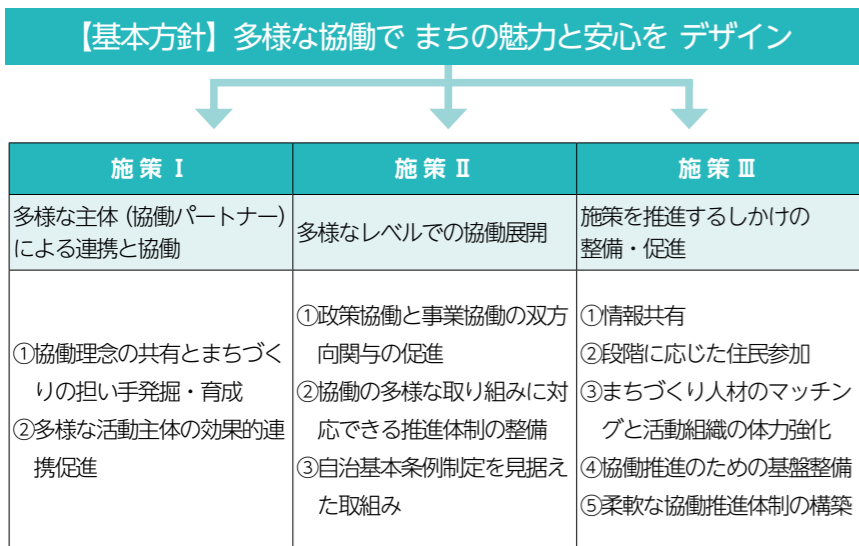 【基本方針】多様な協働で まちの魅力と安心を デザイン
施策 Ⅰ
多様な主体（協働パートナー）
による連携と協働
①協働理念の共有とまちづく
りの担い手発掘・育成
②多様な活動主体の効果的連
携促進
施策 Ⅱ
多様なレベルでの協働展開
①政策協働と事業協働の双方
向関与の促進
②協働の多様な取り組みに対
応できる推進体制の整備
③自治基本条例制定を見据え
た取組み
施策 Ⅲ
施策を推進するしかけの
整備・促進
①情報共有
②段階に応じた住民参加
③まちづくり人材のマッチン
グと活動組織の体力強化
④協働推進のための基盤整備
⑤柔軟な協働推進体制の構築